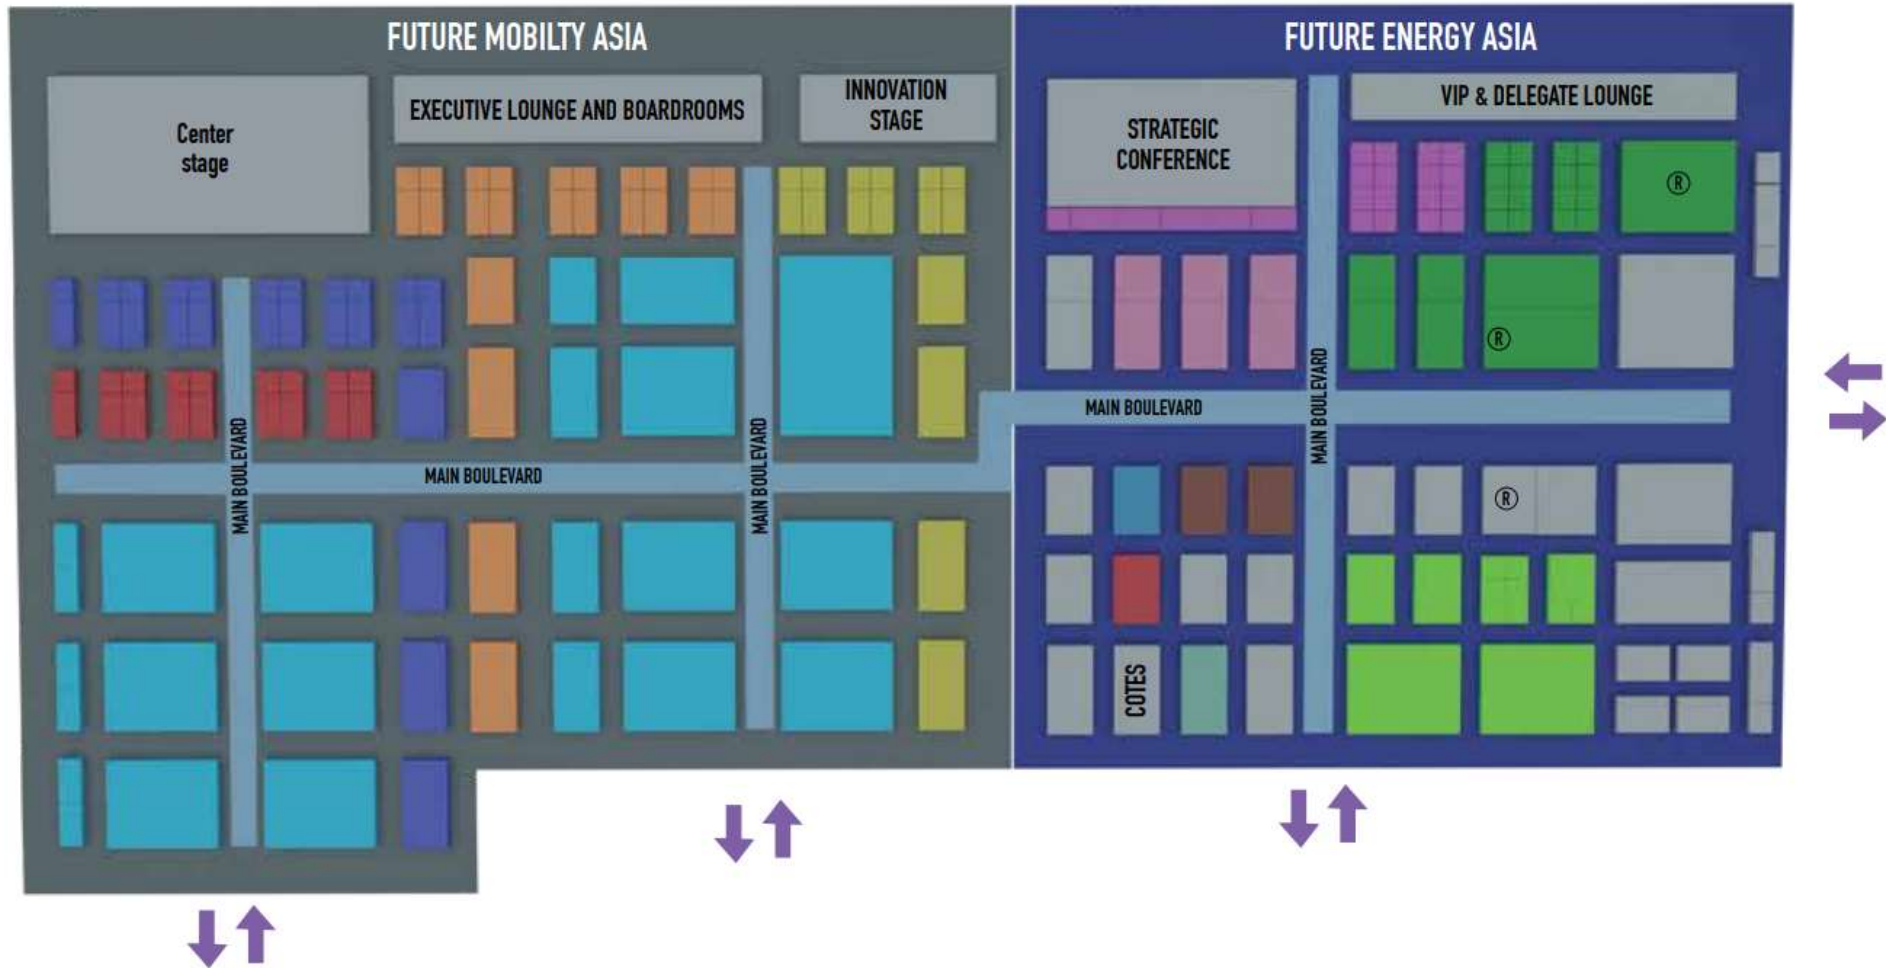 FUTURE MOBILTY ASIA
FUTURE ENERGY ASIA
Center
stage
EXECUTIVE LOUNGE AND BOARDROOMS
INNOVATION
STAGE
STRATEGIC
CONFERENCE
VIP & DELEGATE LOUNGE
®
®
MAIN BOULEVARD
MAIN BOULEVARD
MAIN BOULEVARD
MAIN BOULEVARD
MAIN BOULEVARD
®
COTES